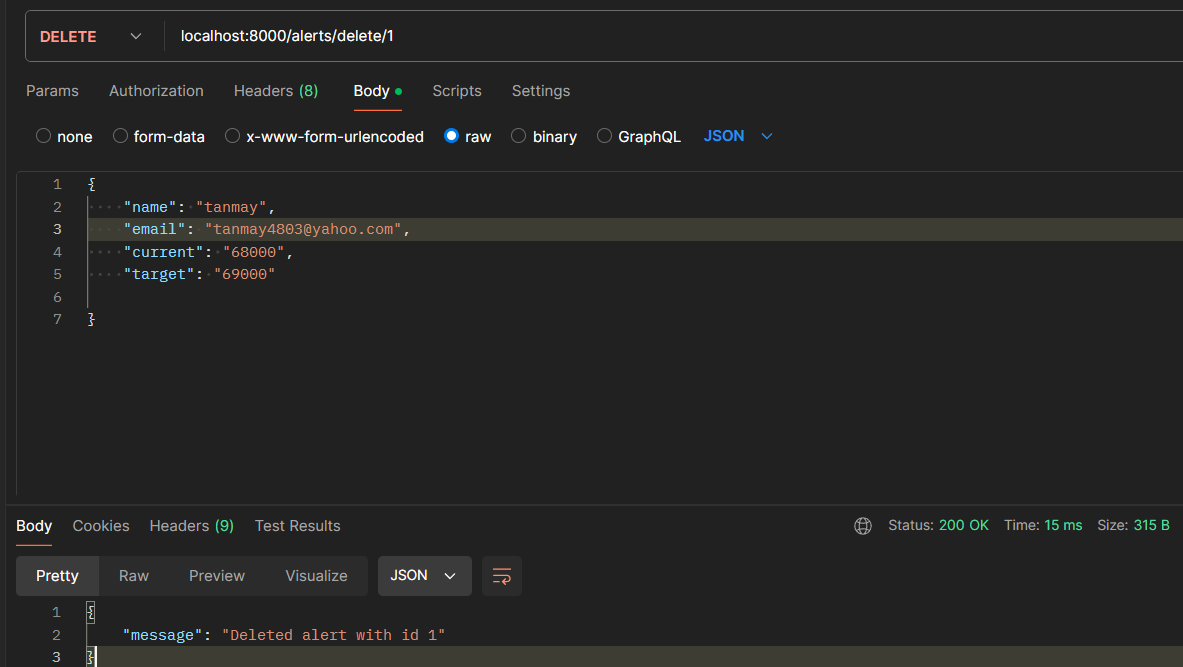 DELETE localhost:8000/alerts/delete/1
Params Authorization Headers (8) Body Scripts Settings
none form-data x-www-form-urlencoded raw binary GraphQL JSON
1 {
2 "name": "tanmay",
3 "email": "tanmay4803@yahoo.com",
4 "current": "68000",
5 "target": "69000"
6
7 }
Body Cookies Headers (9) Test Results Status: 200 OK Time: 15 ms Size: 315 B
Pretty Raw Preview Visualize JSON
1 {
2 "message": "Deleted alert with id 1"
3 }